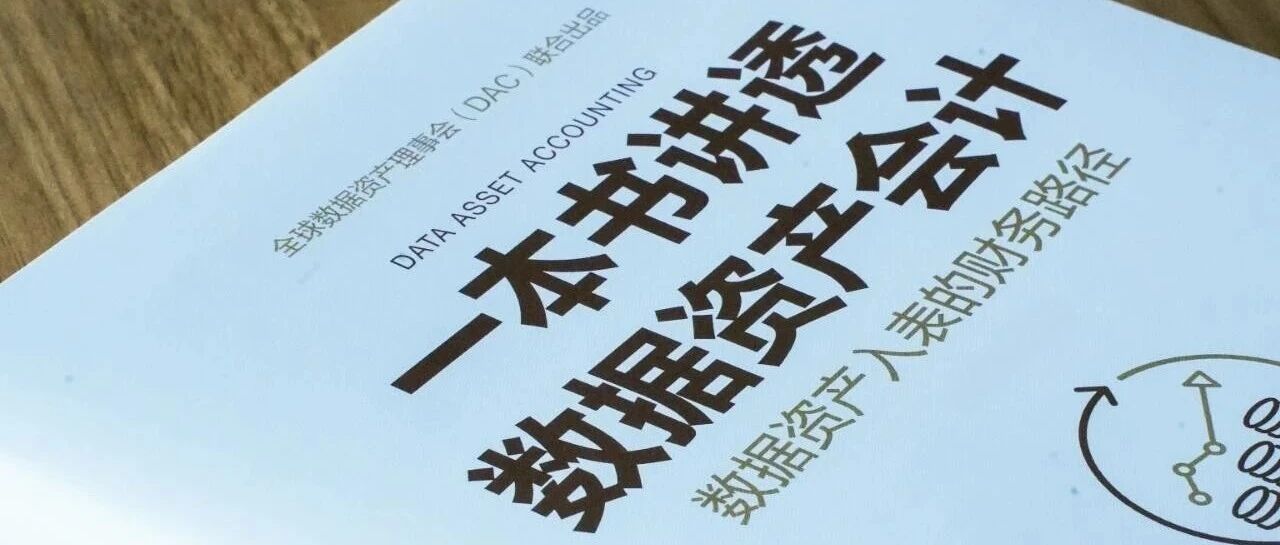 全球数据资产理事会（DAC）联合出品
DATA ASSET ACCOUNTING
一本书讲透
数据资产会计
数据资产入表的财务路径